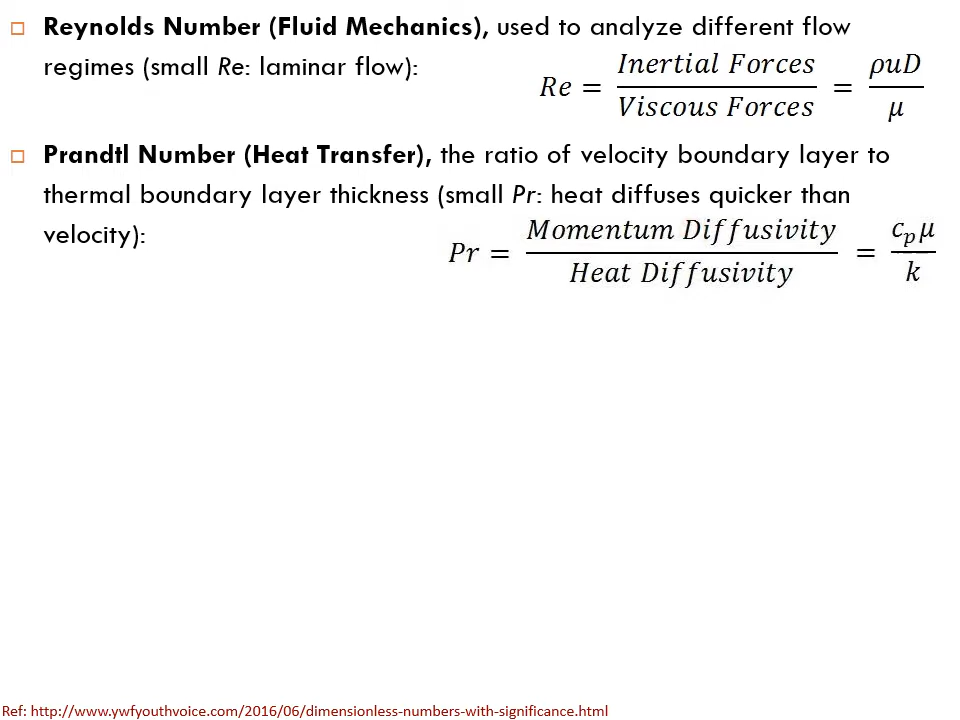 Reynolds Number (Fluid Mechanics), used to analyze different flow
regimes (small Re: laminar flow):
Re = Inertial Forces / Viscous Forces = ρuD / μ
Prandtl Number (Heat Transfer), the ratio of velocity boundary layer to
thermal boundary layer thickness (small Pr: heat diffuses quicker than
velocity):
Pr = Momentum Diffusivity / Heat Diffusivity = cpμ / k
Ref: http://www.ywfyouthvoice.com/2016/06/dimensionless-numbers-with-significance.html